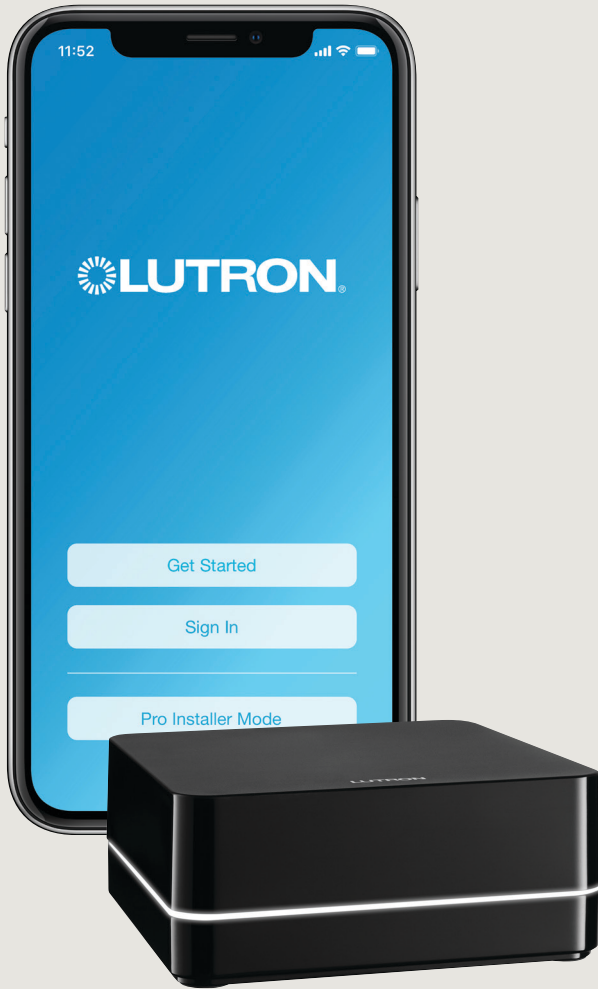 11:52
LUTRON®
Get Started
Sign In
Pro Installer Mode
LUTRON